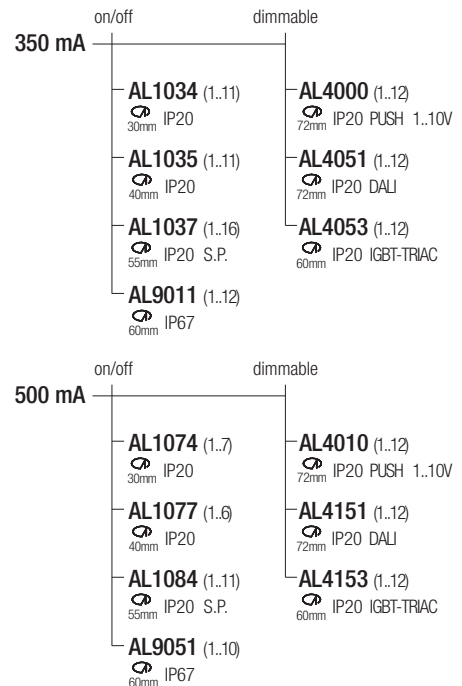 on/off dimmable
350 mA
AL1034 (1..11) AL4000 (1..12)
30mm IP20 72mm IP20 PUSH 1..10V
AL1035 (1..11) AL4051 (1..12)
40mm IP20 72mm IP20 DALI
AL1037 (1..16) AL4053 (1..12)
55mm IP20 S.P. 60mm IP20 IGBT-TRIAC
AL9011 (1..12)
60mm IP67
on/off dimmable
500 mA
AL1074 (1..7) AL4010 (1..12)
30mm IP20 72mm IP20 PUSH 1..10V
AL1077 (1..6) AL4151 (1..12)
40mm IP20 72mm IP20 DALI
AL1084 (1..11) AL4153 (1..12)
55mm IP20 S.P. 60mm IP20 IGBT-TRIAC
AL9051 (1..10)
60mm IP67